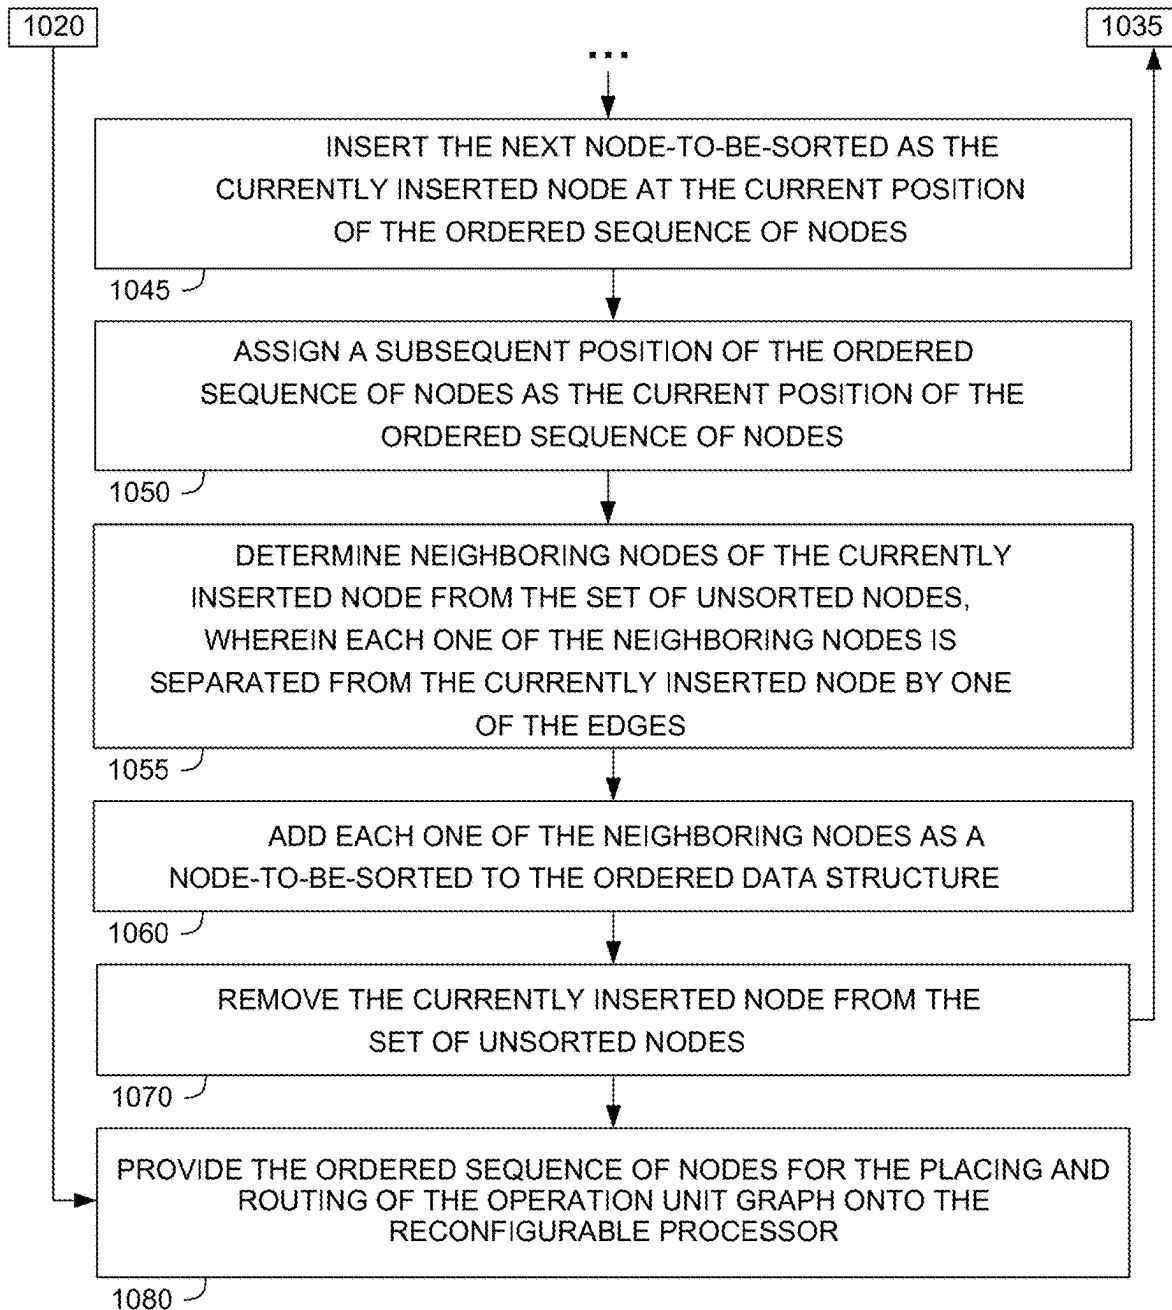 1020
1035
...
INSERT THE NEXT NODE-TO-BE-SORTED AS THE
CURRENTLY INSERTED NODE AT THE CURRENT POSITION
OF THE ORDERED SEQUENCE OF NODES
1045
ASSIGN A SUBSEQUENT POSITION OF THE ORDERED
SEQUENCE OF NODES AS THE CURRENT POSITION OF THE
ORDERED SEQUENCE OF NODES
1050
DETERMINE NEIGHBORING NODES OF THE CURRENTLY
INSERTED NODE FROM THE SET OF UNSORTED NODES,
WHEREIN EACH ONE OF THE NEIGHBORING NODES IS
SEPARATED FROM THE CURRENTLY INSERTED NODE BY ONE
OF THE EDGES
1055
ADD EACH ONE OF THE NEIGHBORING NODES AS A
NODE-TO-BE-SORTED TO THE ORDERED DATA STRUCTURE
1060
REMOVE THE CURRENTLY INSERTED NODE FROM THE
SET OF UNSORTED NODES
1070
PROVIDE THE ORDERED SEQUENCE OF NODES FOR THE PLACING AND
ROUTING OF THE OPERATION UNIT GRAPH ONTO THE
RECONFIGURABLE PROCESSOR
1080